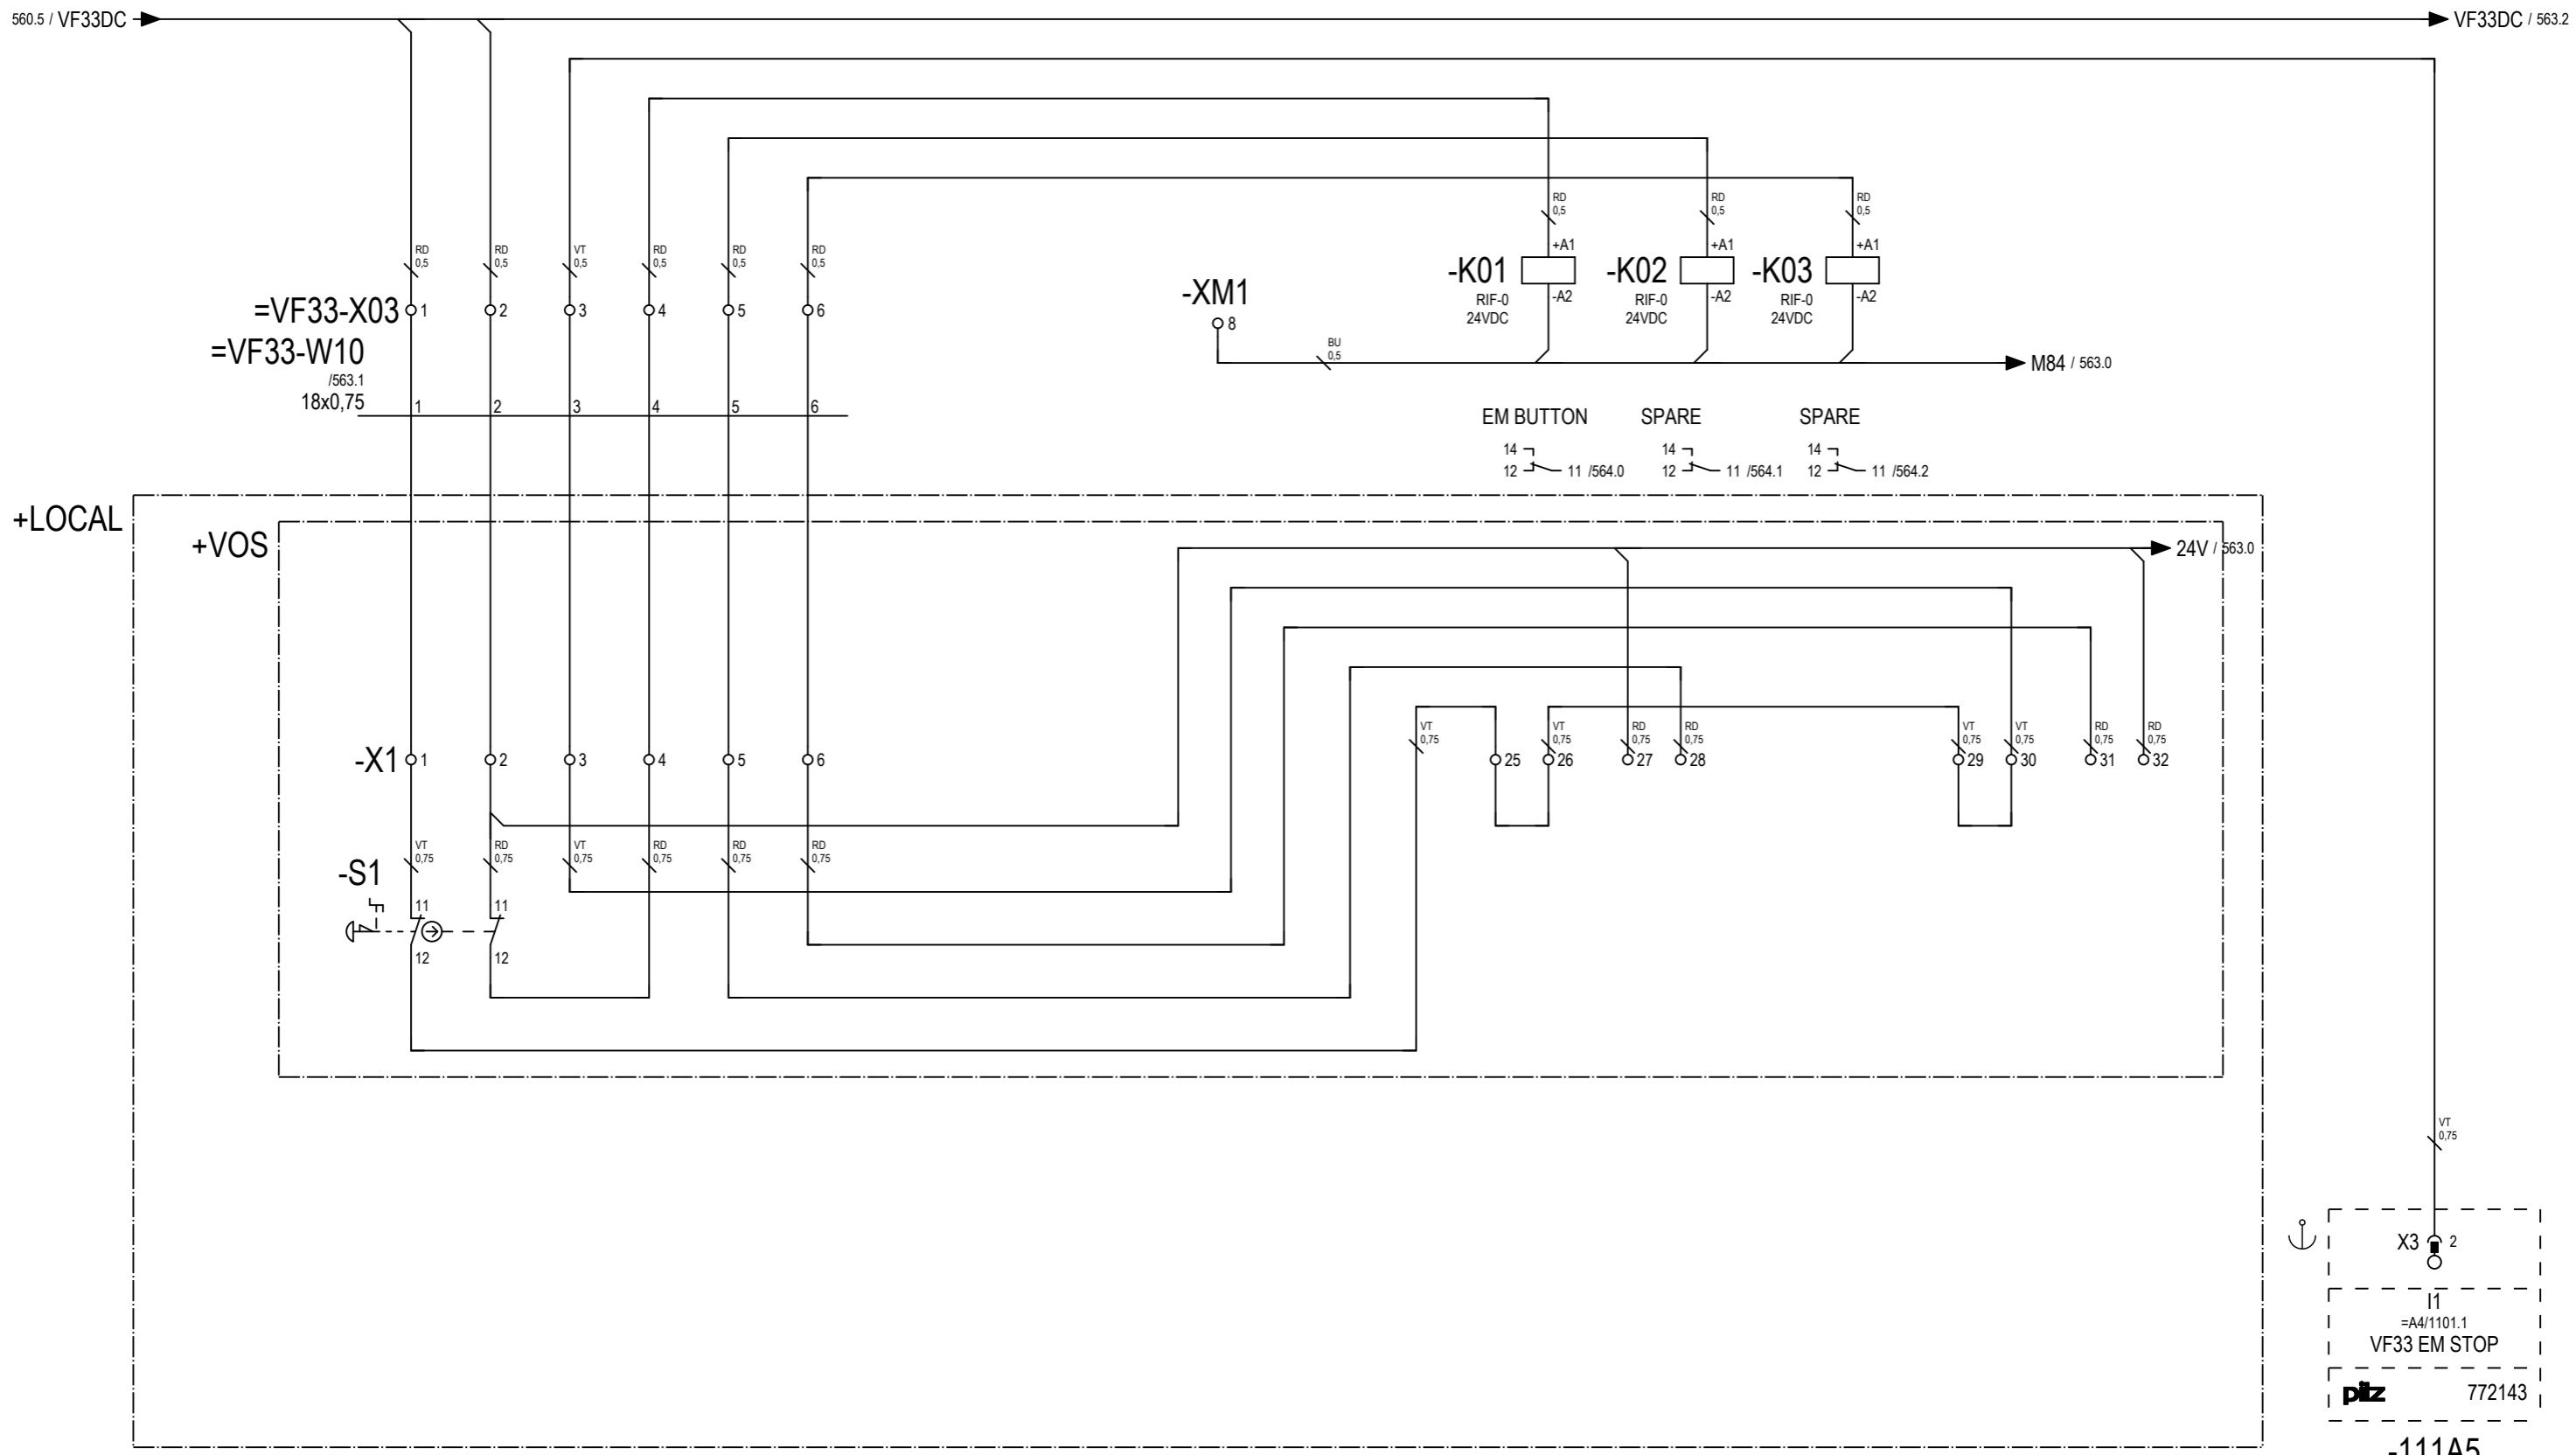 560.5 / VF33DC
VF33DC / 563.2
RD 0,5
RD 0,5
VT 0,5
RD 0,5
RD 0,5
RD 0,5
=VF33-X03
1 2 3 4 5 6
=VF33-W10
/563.1
18x0,75
1 2 3 4 5 6
-XM1
8
BU 0,5
RD 0,5
RD 0,5
RD 0,5
+A1
+A1
+A1
-K01
-K02
-K03
RIF-0
24VDC
RIF-0
24VDC
RIF-0
24VDC
-A2
-A2
-A2
M84 / 563.0
EM BUTTON
SPARE
SPARE
14
12 11 /564.0
14
12 11 /564.1
14
12 11 /564.2
+LOCAL
+VOS
24V / 563.0
VT 0,75
VT 0,75
RD 0,75
RD 0,75
VT 0,75
VT 0,75
RD 0,75
RD 0,75
-X1
1 2 3 4 5 6 25 26 27 28 29 30 31 32
VT 0,75
RD 0,75
VT 0,75
RD 0,75
RD 0,75
RD 0,75
-S1
11 11
12 12
VT 0,75
X3 2
I1
=A4/1101.1
VF33 EM STOP
pilz 772143
-111A5